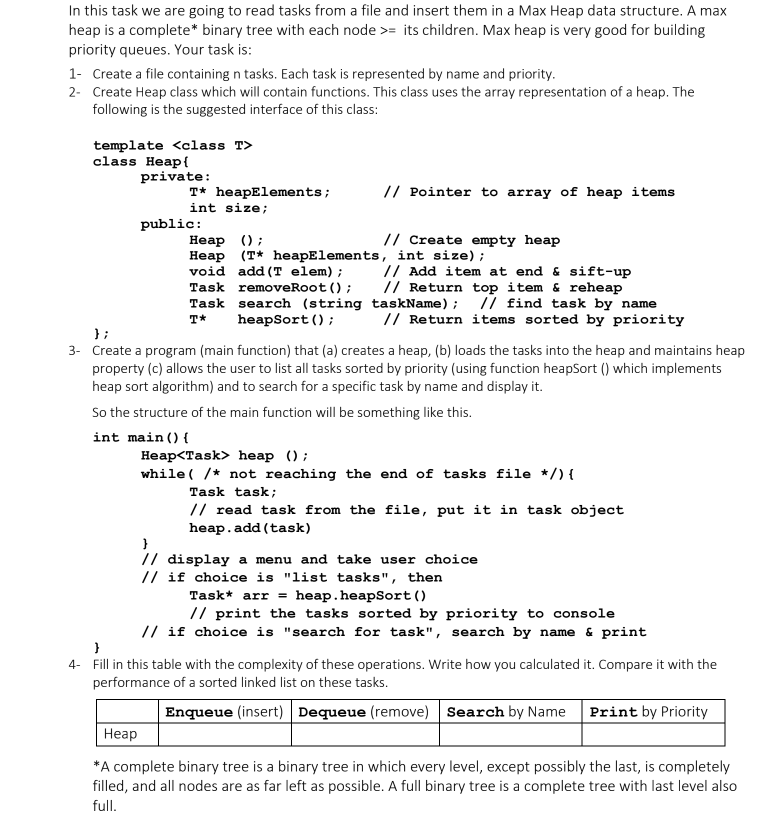 In this task we are going to read tasks from a file and insert them in a Max Heap data structure. A max
heap is a complete* binary tree with each node >= its children. Max heap is very good for building
priority queues. Your task is:
1- Create a file containing n tasks. Each task is represented by name and priority.
2- Create Heap class which will contain functions. This class uses the array representation of a heap. The
following is the suggested interface of this class:
template <class T>
class Heap{
private:
T* heapElements; // Pointer to array of heap items
int size;
public:
Heap (); // Create empty heap
Heap (T* heapElements, int size);
void add(T elem); // Add item at end & sift-up
Task removeRoot(); // Return top item & reheap
Task search (string taskName); // find task by name
T* heapSort(); // Return items sorted by priority
};
3- Create a program (main function) that (a) creates a heap, (b) loads the tasks into the heap and maintains heap
property (c) allows the user to list all tasks sorted by priority (using function heapSort () which implements
heap sort algorithm) and to search for a specific task by name and display it.
So the structure of the main function will be something like this.
int main(){
Heap<Task> heap ();
while( /* not reaching the end of tasks file */){
Task task;
// read task from the file, put it in task object
heap.add(task)
}
// display a menu and take user choice
// if choice is "list tasks", then
Task* arr = heap.heapSort()
// print the tasks sorted by priority to console
// if choice is "search for task", search by name & print
}
4- Fill in this table with the complexity of these operations. Write how you calculated it. Compare it with the
performance of a sorted linked list on these tasks.
Enqueue (insert) Dequeue (remove) Search by Name Print by Priority
Heap
*A complete binary tree is a binary tree in which every level, except possibly the last, is completely
filled, and all nodes are as far left as possible. A full binary tree is a complete tree with last level also
full.